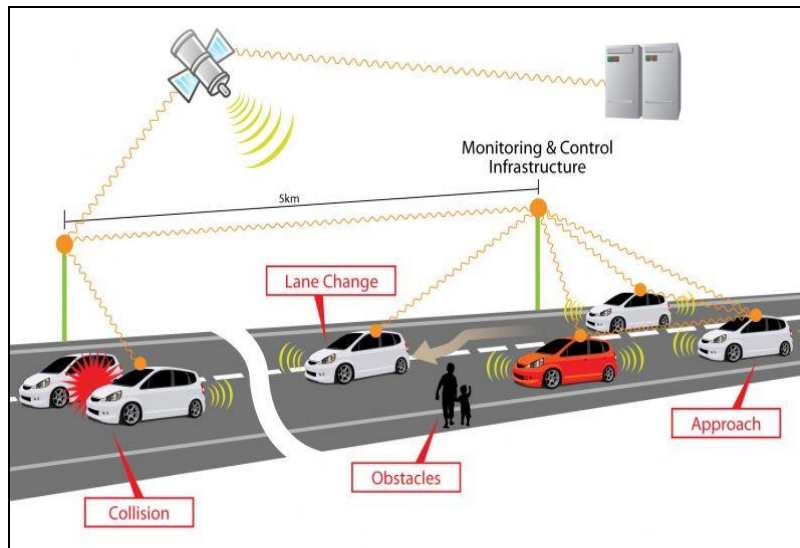 Monitoring & Control
Infrastructure
5km
Lane Change
Approach
Obstacles
Collision